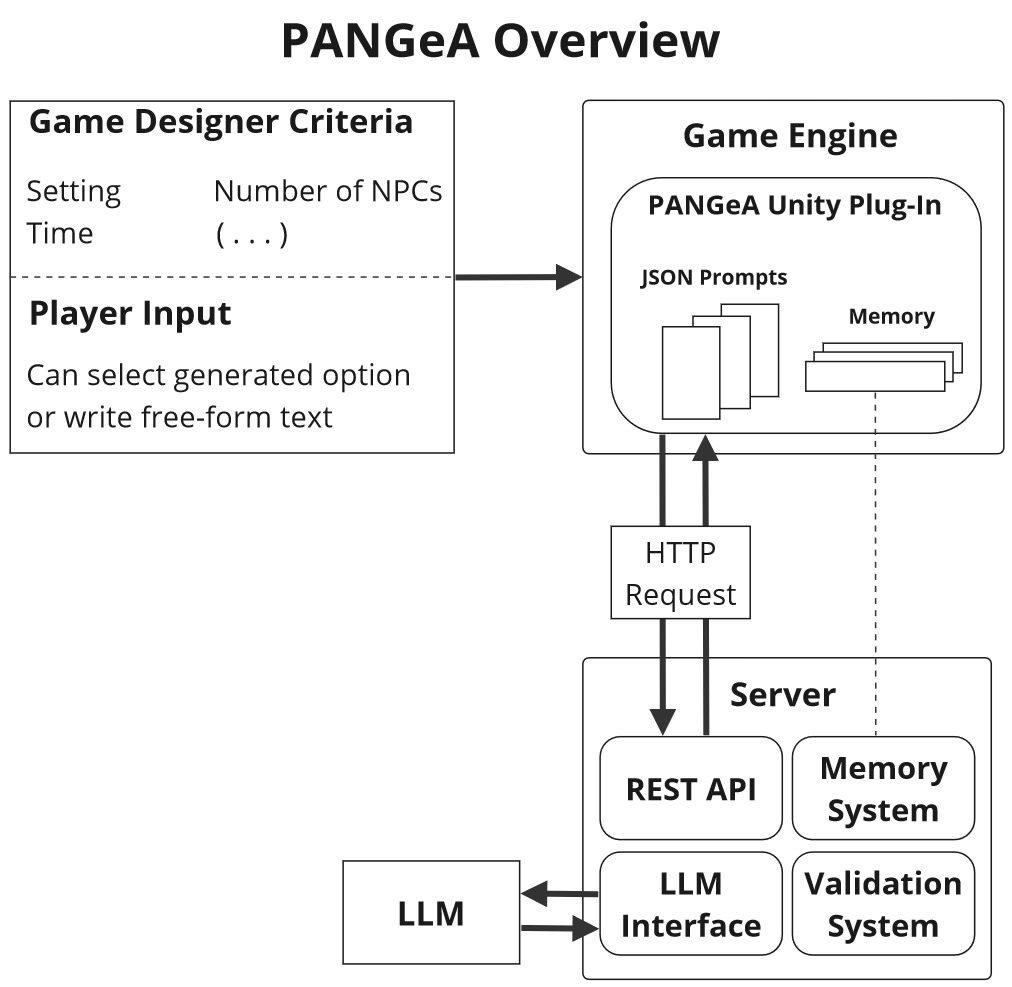 PANGeA Overview
Game Designer Criteria
Setting
Number of NPCs
Time
( . . . )
Player Input
Can select generated option
or write free-form text
Game Engine
PANGeA Unity Plug-In
JSON Prompts
Memory
HTTP
Request
Server
REST API
Memory
System
LLM
Interface
Validation
System
LLM